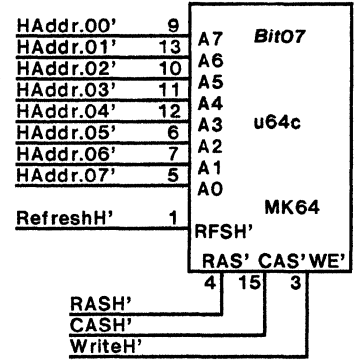 HAddr.00' 9 A7 Bit07
HAddr.01' 13 A6
HAddr.02' 10 A5
HAddr.03' 11 A4 u64c
HAddr.04' 12 A3
HAddr.05' 6 A2
HAddr.06' 7 A1
HAddr.07' 5 A0
MK64
RefreshH' 1 RFSH'
RAS' CAS' WE'
4 15 3
RASH'
CASH'
WriteH'